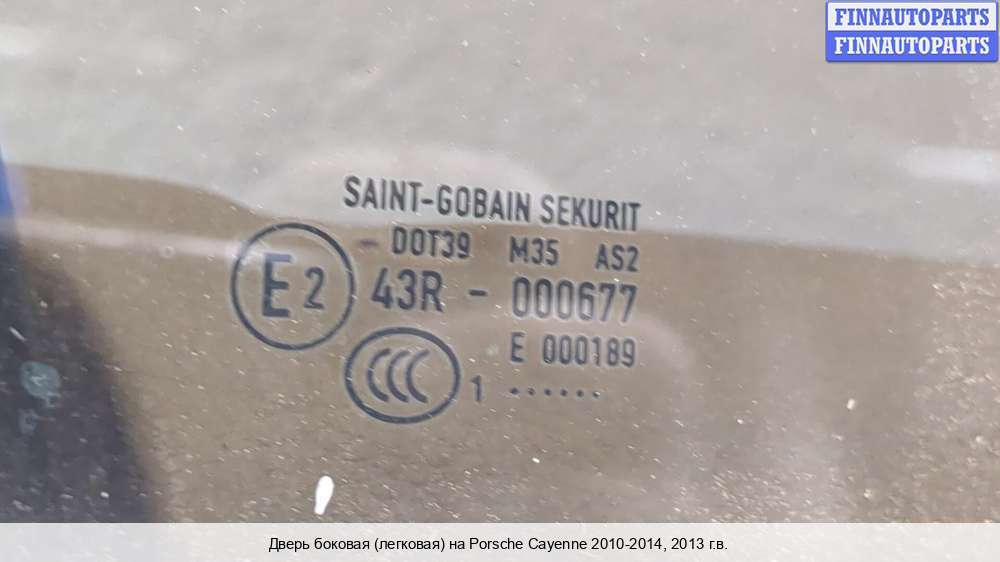 FINNAUTOPARTS
FINNAUTOPARTS
SAINT-GOBAIN SEKURIT
- DOT39 M35 AS2
E2 43R - 000677
E 000189
CCC 1 ······
Дверь боковая (легковая) на Porsche Cayenne 2010-2014, 2013 г.в.